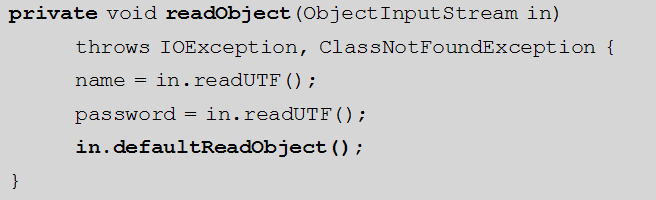 private void readObject(ObjectInputStream in)
throws IOException, ClassNotFoundException {
name = in.readUTF();
password = in.readUTF();
in.defaultReadObject();
}